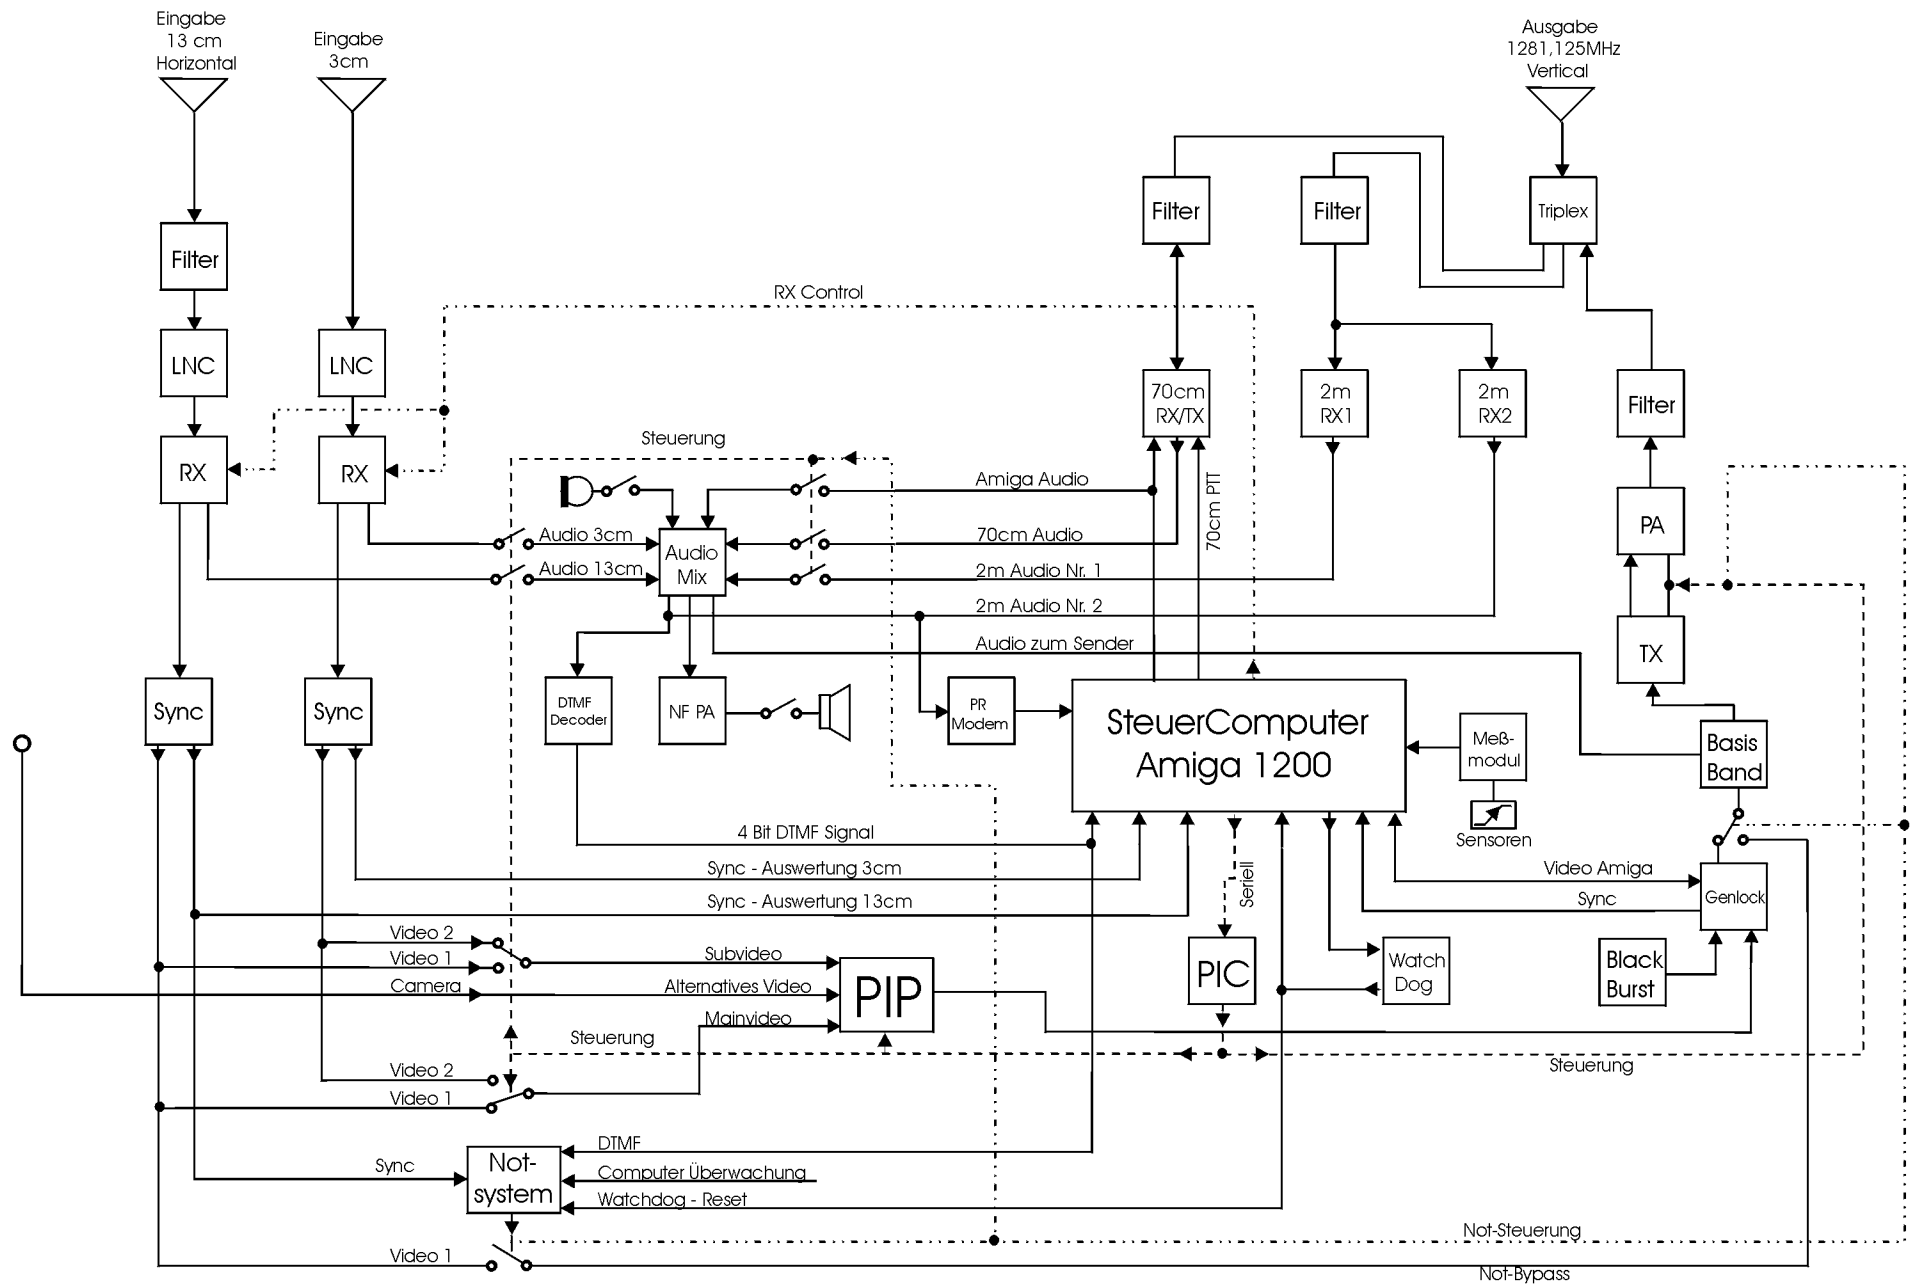 Eingabe
13 cm
Horizontal
Eingabe
3cm
Ausgabe
1281,125MHz
Vertical
Filter
Filter
Triplex
Filter
RX Control
LNC
LNC
70cm
RX/TX
2m
RX1
2m
RX2
Filter
RX
RX
Steuerung
Amiga Audio
70cm PTT
PA
Audio 3cm
Audio
Mix
70cm Audio
Audio 13cm
2m Audio Nr. 1
2m Audio Nr. 2
Audio zum Sender
TX
Sync
Sync
DTMF
Decoder
NF PA
PR
Modem
SteuerComputer
Amiga 1200
Meß-
modul
Basis
Band
Sensoren
4 Bit DTMF Signal
Sync - Auswertung 3cm
Seriell
Video Amiga
Sync - Auswertung 13cm
Sync
Genlock
Video 2
Video 1
Subvideo
Camera
Alternatives Video
PIP
PIC
Watch
Dog
Black
Burst
Mainvideo
Steuerung
Steuerung
Video 2
Video 1
DTMF
Sync
Not-
system
Computer Überwachung
Watchdog - Reset
Not-Steuerung
Video 1
Not-Bypass